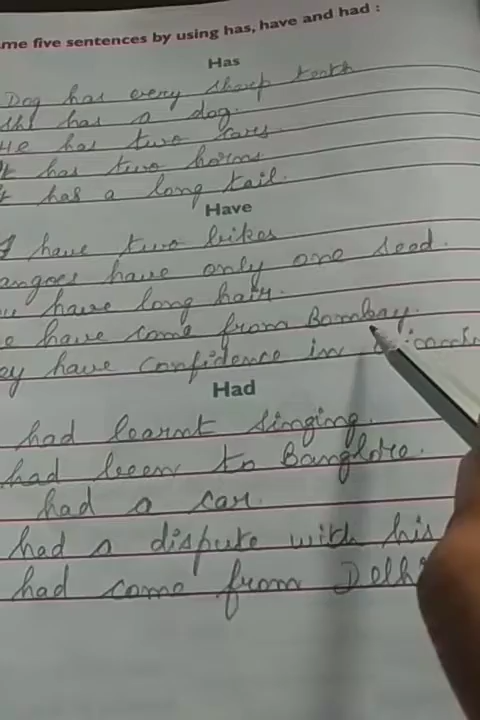 me five sentences by using has, have and had :
Has
Dog has every sharp teeth
has a dog.
He has two cars
It has two horns
It has a long tail.
Have
I have two bikes
angoes have only one seed.
have long hair.
e have come from Bombay.
ey have confidence in
Had
had learnt singing.
had been to Banglore.
had a car.
had a dispute with his
had come from Delhi